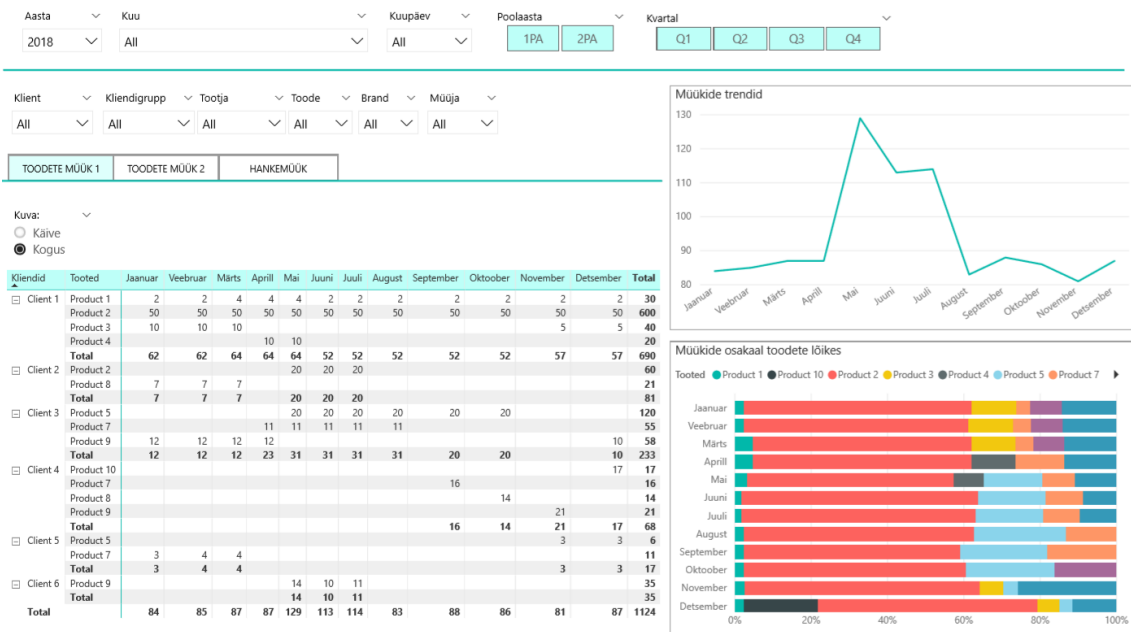 Aasta Kuu Kuupäev Poolaasta Kvartal
2018 All All 1PA 2PA Q1 Q2 Q3 Q4
Klient Kliendigrupp Tootja Toode Brand Müüja
All All All All All All
TOODETE MÜÜK 1 TOODETE MÜÜK 2 HANKEMÜÜK
Kuva:
Käive
Kogus
Kliendid Tooted Jaanuar Veebruar Märts Aprill Mai Juuni Juuli August September Oktoober November Detsember Total
Client 1 Product 1 2 2 4 4 4 2 2 2 2 2 2 2 30
Product 2 50 50 50 50 50 50 50 50 50 50 50 50 600
Product 3 10 10 10 5 5 40
Product 4 10 10 20
Total 62 62 64 64 64 52 52 52 52 52 57 57 690
Client 2 Product 2 20 20 20 60
Product 8 7 7 7 21
Total 7 7 7 20 20 20 81
Client 3 Product 5 20 20 20 20 20 20 120
Product 7 11 11 11 11 11 55
Product 9 12 12 12 12 10 58
Total 12 12 12 23 31 31 31 31 20 20 10 233
Client 4 Product 10 17 17
Product 7 16 16
Product 8 14 14
Product 9 21 21
Total 16 14 21 17 68
Client 5 Product 5 3 3 6
Product 7 3 4 4 11
Total 3 4 4 3 3 17
Client 6 Product 9 14 10 11 35
Total 14 10 11 35
Total 84 85 87 87 129 113 114 83 88 86 81 87 1124
Müükide trendid
130
120
110
100
90
80
Jaanuar Veebruar Märts Aprill Mai Juuni Juuli August September Oktoober November Detsember
Müükide osakaal toodete lõikes
Tooted Product 1 Product 10 Product 2 Product 3 Product 4 Product 5 Product 7
Jaanuar
Veebruar
Märts
Aprill
Mai
Juuni
Juuli
August
September
Oktoober
November
Detsember
0% 20% 40% 60% 80% 100%